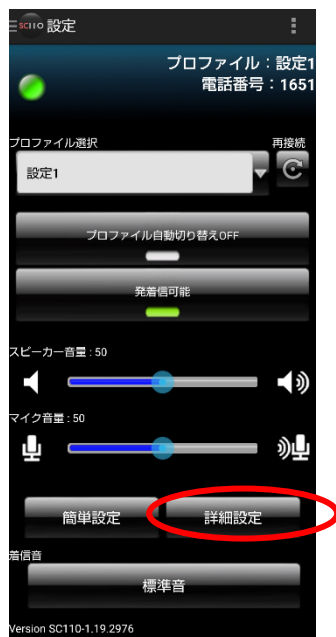 SC110 設定
プロファイル：設定1
電話番号：1651
プロファイル選択 再接続
設定1
プロファイル自動切り替えOFF
発着信可能
スピーカー音量 : 50
マイク音量 : 50
簡単設定 詳細設定
着信音
標準音
Version SC110-1.19.2976